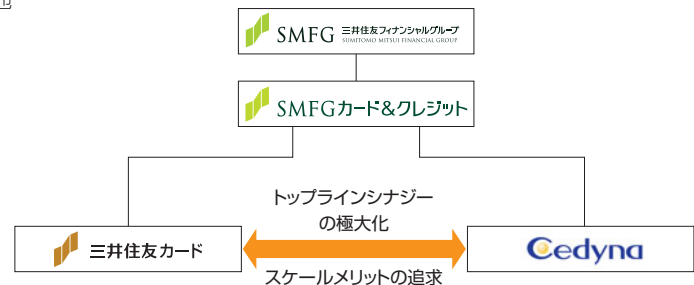 SMFG 三井住友フィナンシャルグループ
SUMITOMO MITSUI FINANCIAL GROUP
SMFGカード&クレジット
トップラインシナジー
の極大化
三井住友カード
Cedyna
スケールメリットの追求